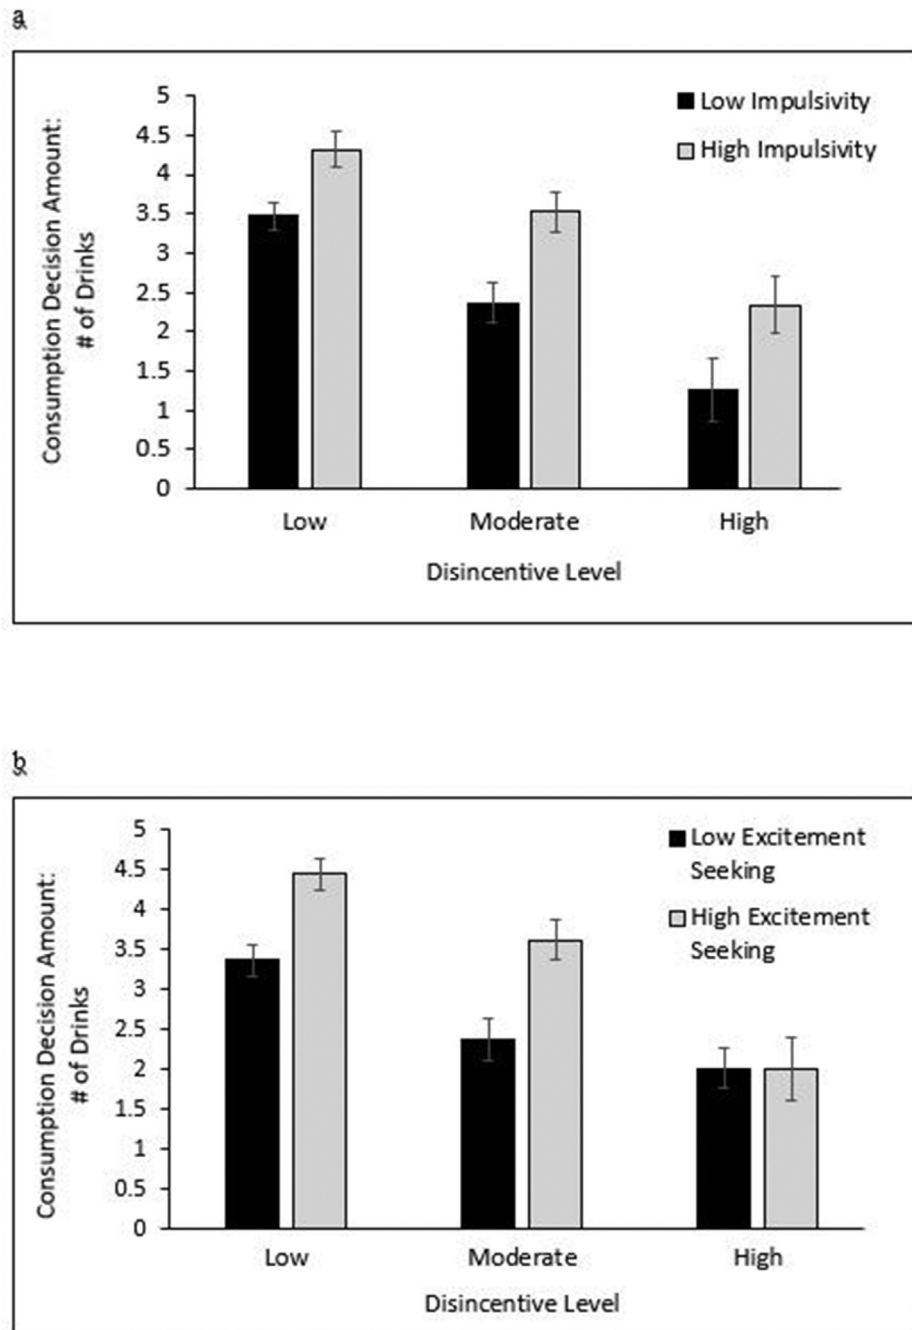 a
Consumption Decision Amount:
# of Drinks
5
4.5
4
3.5
3
2.5
2
1.5
1
0.5
0
Low Impulsivity
High Impulsivity
Low
Moderate
High
Disincentive Level
b
Consumption Decision Amount:
# of Drinks
5
4.5
4
3.5
3
2.5
2
1.5
1
0.5
0
Low Excitement
Seeking
High Excitement
Seeking
Low
Moderate
High
Disincentive Level